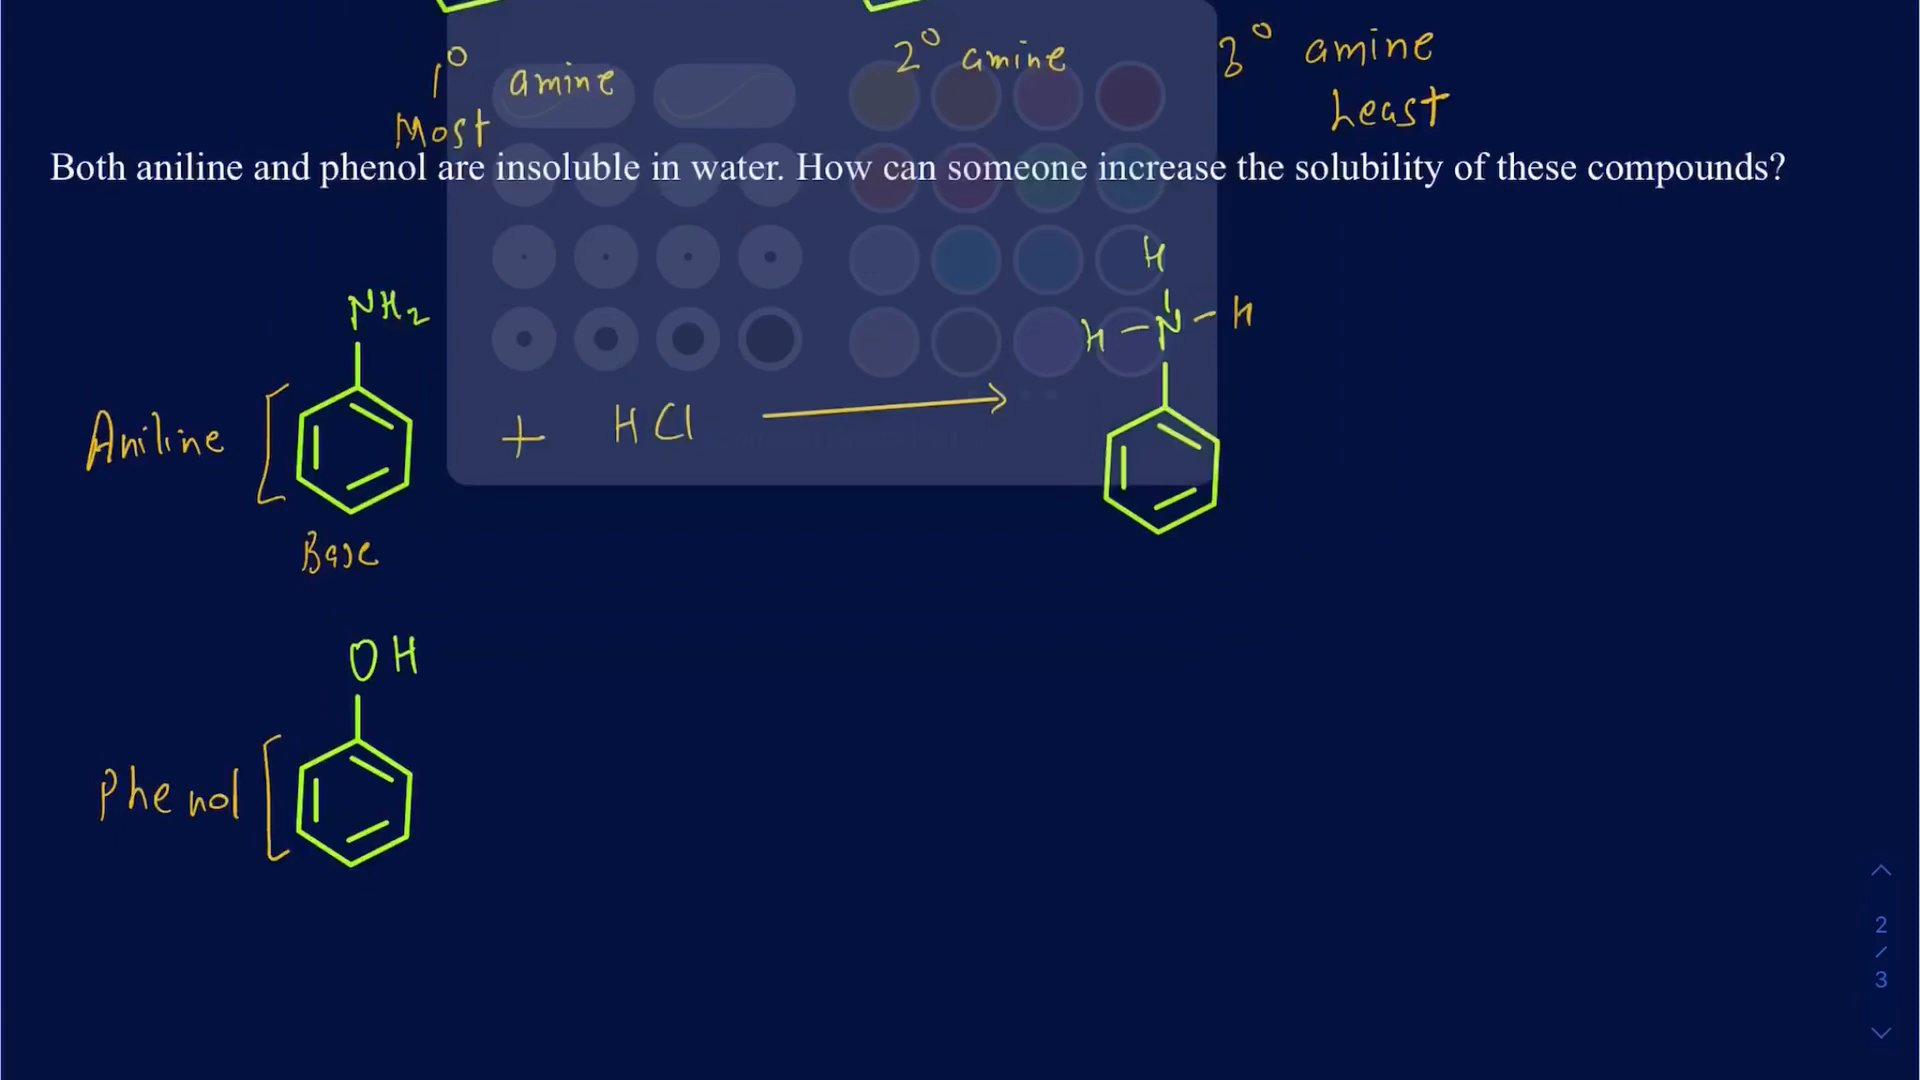 1° amine
2° amine
3° amine
Most
Least
Both aniline and phenol are insoluble in water. How can someone increase the solubility of these compounds?
H
NH2
H-N-H
Aniline
+ HCl
Base
OH
Phenol
2
/
3